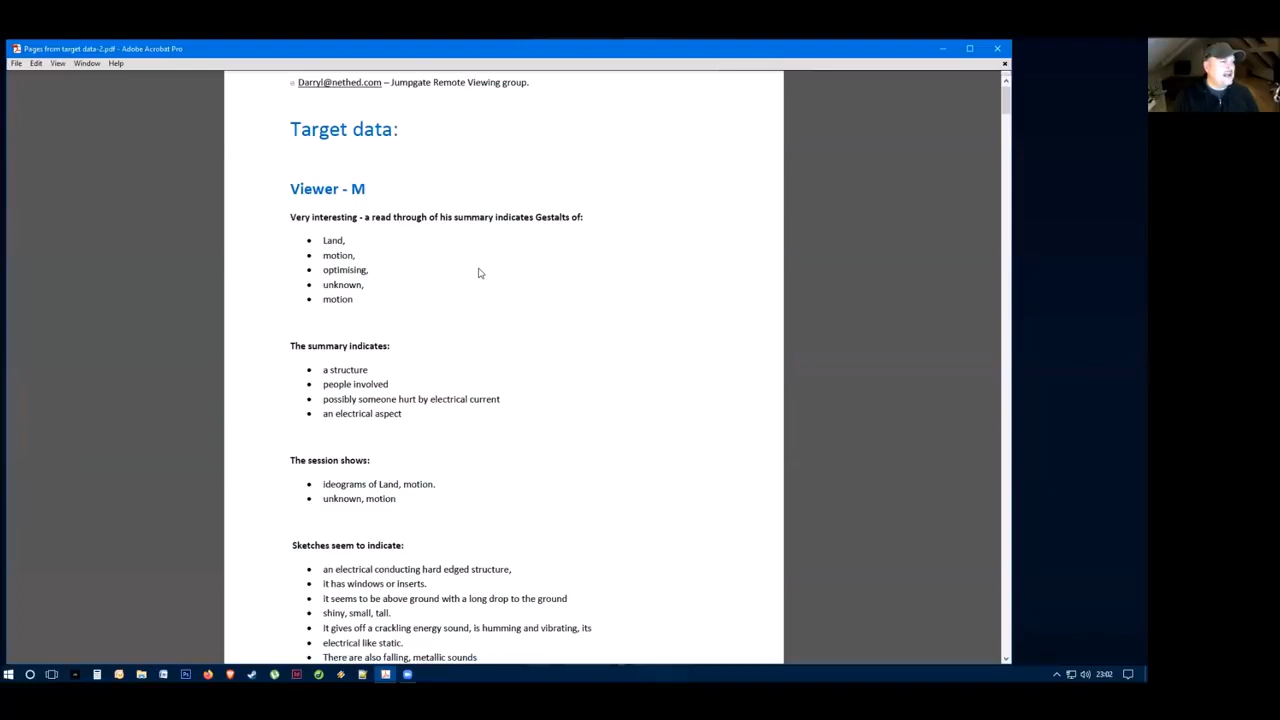 Pages from target data-2.pdf - Adobe Acrobat Pro
File Edit View Window Help
Darryl@nethed.com – Jumpgate Remote Viewing group.
Target data:
Viewer - M
Very interesting - a read through of his summary indicates Gestalts of:
• Land,
• motion,
• optimising,
• unknown,
• motion
The summary indicates:
• a structure
• people involved
• possibly someone hurt by electrical current
• an electrical aspect
The session shows:
• ideograms of Land, motion.
• unknown, motion
Sketches seem to indicate:
• an electrical conducting hard edged structure,
• it has windows or inserts.
• it seems to be above ground with a long drop to the ground
• shiny, small, tall.
• It gives off a crackling energy sound, is humming and vibrating, its
• electrical like static.
• There are also falling, metallic sounds
23:02